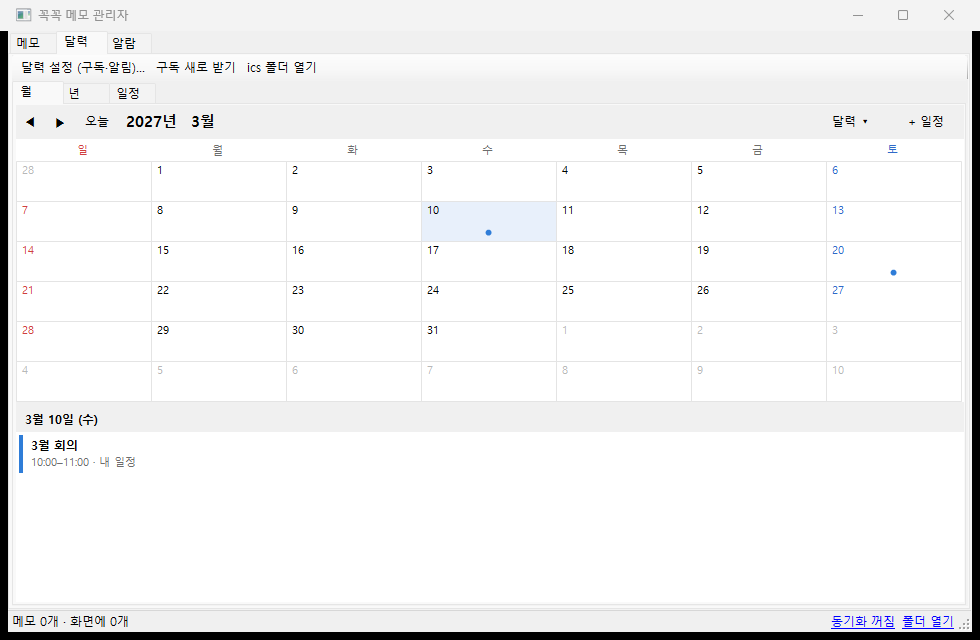 꼭꼭 메모 관리자
메모 달력 알람
달력 설정 (구독·알림)... 구독 새로 받기 ics 폴더 열기
월 년 일정
◀ ▶ 오늘 2027년 3월 달력 ▾ + 일정
일 월 화 수 목 금 토
28 1 2 3 4 5 6
7 8 9 10 11 12 13
14 15 16 17 18 19 20
21 22 23 24 25 26 27
28 29 30 31 1 2 3
4 5 6 7 8 9 10
3월 10일 (수)
3월 회의
10:00–11:00 · 내 일정
메모 0개 · 화면에 0개 동기화 꺼짐 폴더 열기